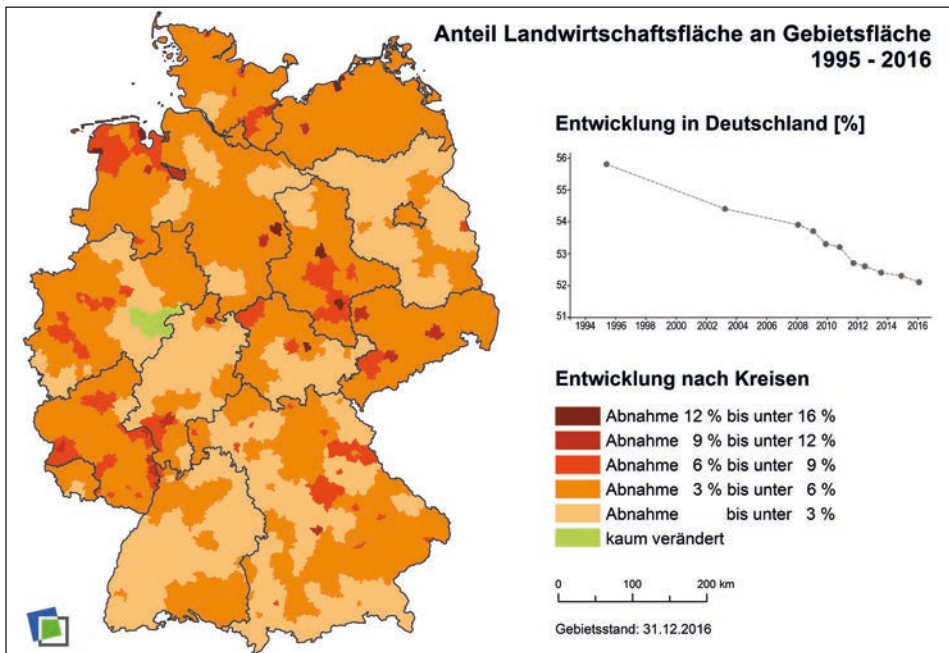 Anteil Landwirtschaftsfläche an Gebietsfläche
1995 - 2016
Entwicklung in Deutschland [%]
56
55
54
53
52
51
1994 1996 1998 2000 2002 2004 2006 2008 2010 2012 2014 2016
Entwicklung nach Kreisen
Abnahme 12 % bis unter 16 %
Abnahme 9 % bis unter 12 %
Abnahme 6 % bis unter 9 %
Abnahme 3 % bis unter 6 %
Abnahme bis unter 3 %
kaum verändert
0 100 200 km
Gebietsstand: 31.12.2016